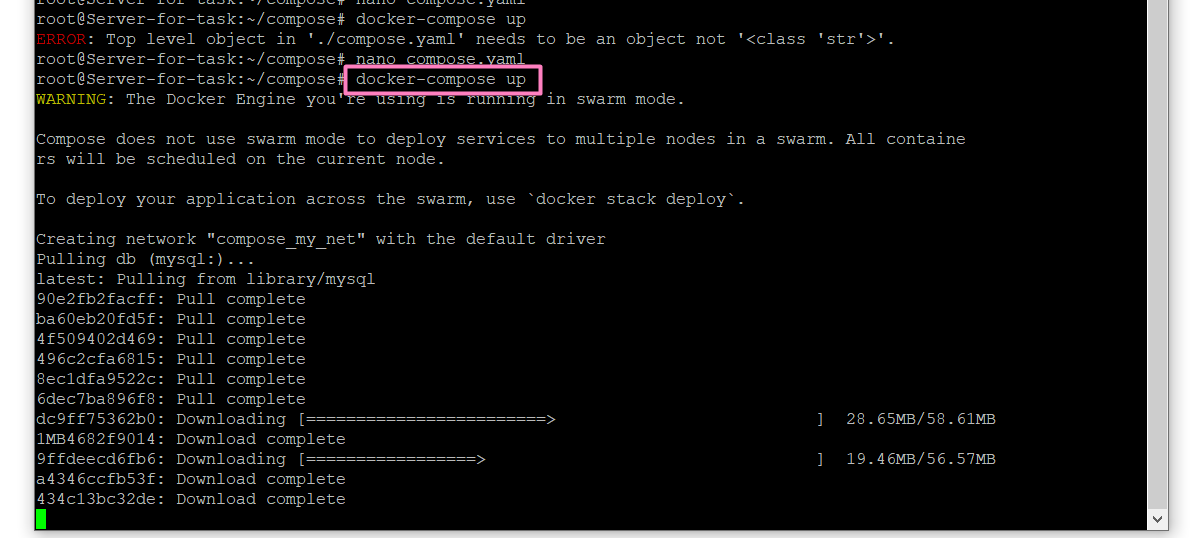 root@Server-for-task:~/compose# nano compose.yaml
root@Server-for-task:~/compose# docker-compose up
ERROR: Top level object in './compose.yaml' needs to be an object not '<class 'str'>'.
root@Server-for-task:~/compose# nano compose.yaml
root@Server-for-task:~/compose# docker-compose up
WARNING: The Docker Engine you're using is running in swarm mode.
Compose does not use swarm mode to deploy services to multiple nodes in a swarm. All containe
rs will be scheduled on the current node.
To deploy your application across the swarm, use `docker stack deploy`.
Creating network "compose_my_net" with the default driver
Pulling db (mysql:)...
latest: Pulling from library/mysql
90e2fb2facff: Pull complete
ba60eb20fd5f: Pull complete
4f509402d469: Pull complete
496c2cfa6815: Pull complete
8ec1dfa9522c: Pull complete
6dec7ba896f8: Pull complete
dc9ff75362b0: Downloading [========================>                          ]  28.65MB/58.61MB
1MB4682f9014: Download complete
9ffdeecd6fb6: Downloading [=================>                                 ]  19.46MB/56.57MB
a4346ccfb53f: Download complete
434c13bc32de: Download complete